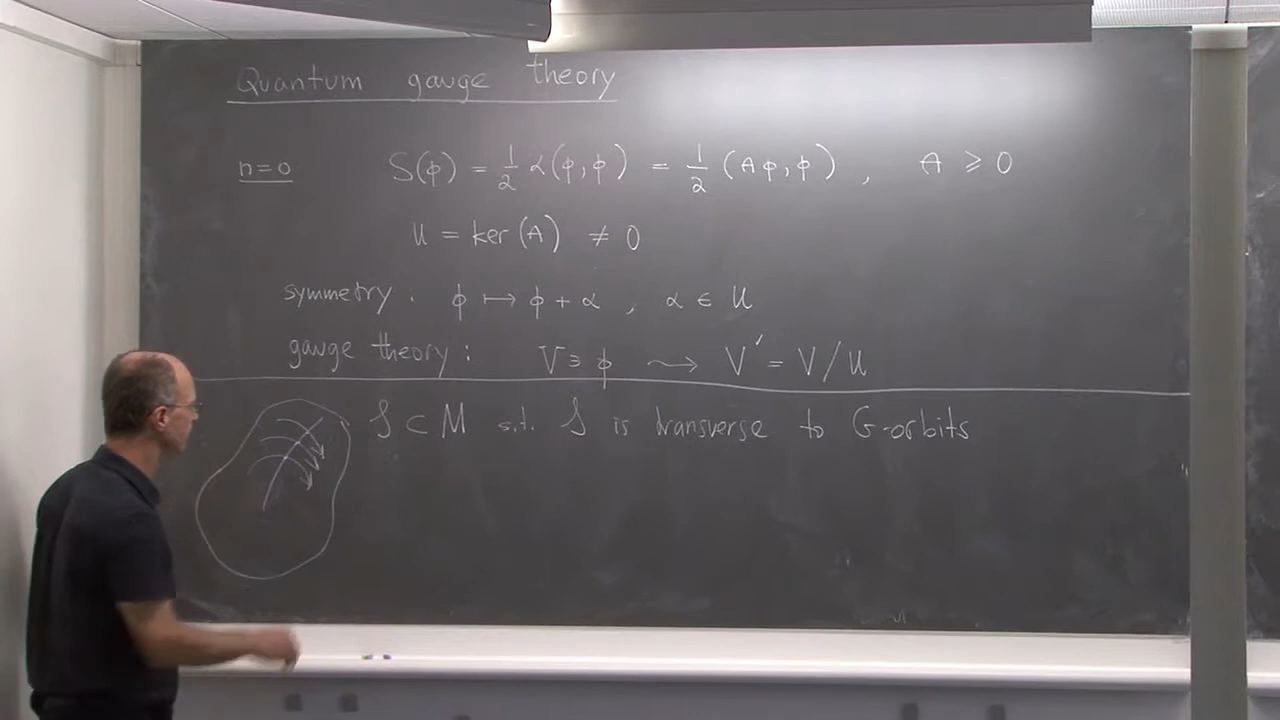 Quantum gauge theory
n=0 S(ϕ) = 1/2 α(ϕ,ϕ) = 1/2 (Aϕ,ϕ), A ⩾ 0
U = ker(A) ≠ 0
symmetry: ϕ ↦ ϕ + α, α ∈ U
gauge theory: V∋ϕ ⇝ V' = V/U
S ⊂ M s.t. S is transverse to G-orbits